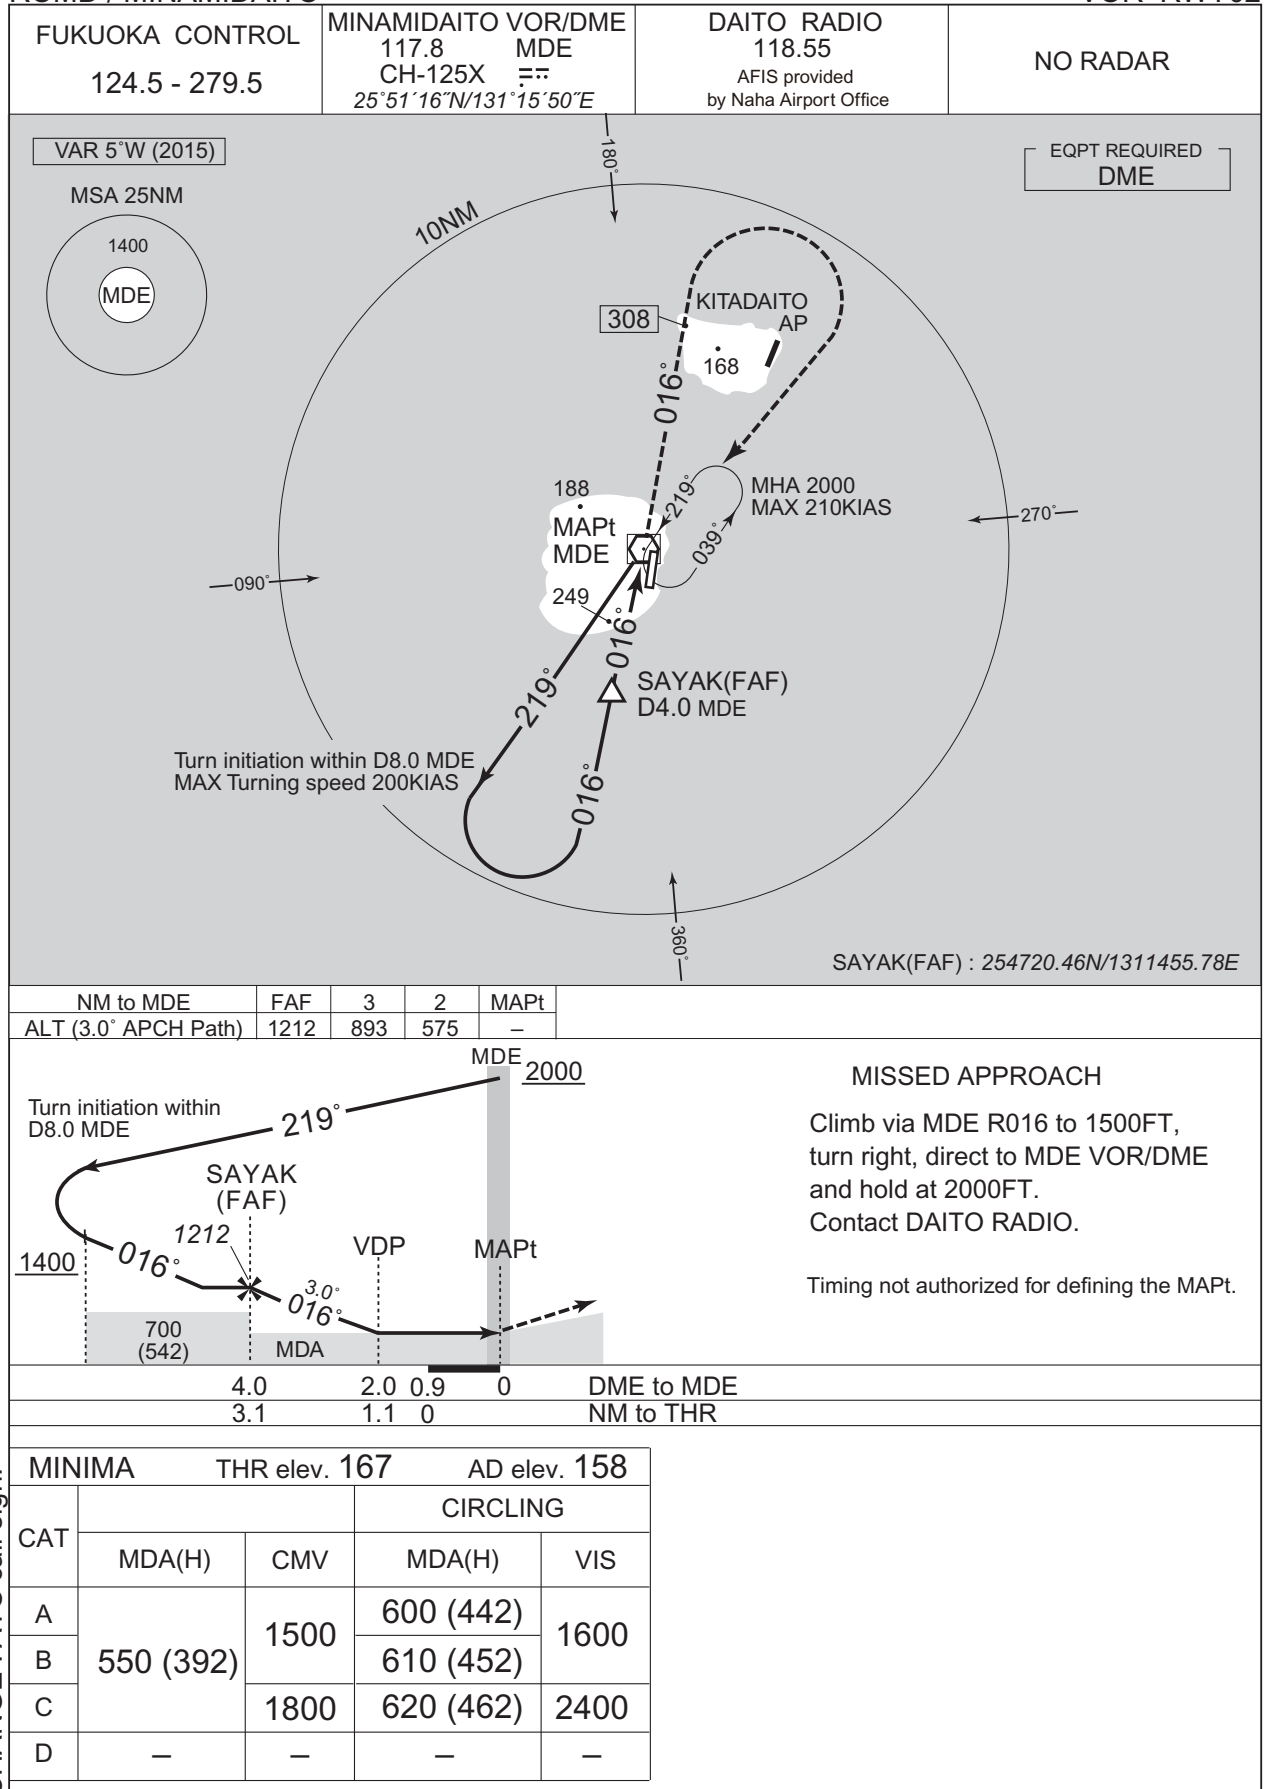 FUKUOKA CONTROL
124.5 - 279.5
MINAMIDAITO VOR/DME
117.8 MDE
CH-125X
25°51´16˝N/131°15´50˝E
DAITO RADIO
118.55
AFIS provided
by Naha Airport Office
NO RADAR
VAR 5°W (2015)
MSA 25NM
1400
MDE
EQPT REQUIRED
DME
180°
10NM
KITADAITO
AP
308
168
016°
188
MAPt
MDE
219°
MHA 2000
MAX 210KIAS
039°
270°
090°
249
016°
SAYAK(FAF)
D4.0 MDE
219°
Turn initiation within D8.0 MDE
MAX Turning speed 200KIAS
016°
360°
SAYAK(FAF) : 254720.46N/1311455.78E
NM to MDE FAF 3 2 MAPt
ALT (3.0° APCH Path) 1212 893 575 –
MDE
2000
Turn initiation within
D8.0 MDE
219°
SAYAK
(FAF)
1212
VDP
MAPt
1400
016°
3.0°
016°
700
(542)
MDA
MISSED APPROACH
Climb via MDE R016 to 1500FT,
turn right, direct to MDE VOR/DME
and hold at 2000FT.
Contact DAITO RADIO.
Timing not authorized for defining the MAPt.
4.0 2.0 0.9 0 DME to MDE
3.1 1.1 0 NM to THR
MINIMA THR elev. 167 AD elev. 158
CIRCLING
CAT MDA(H) CMV MDA(H) VIS
A 550 (392) 1500 600 (442) 1600
B 610 (452)
C 1800 620 (462) 2400
D – – – –